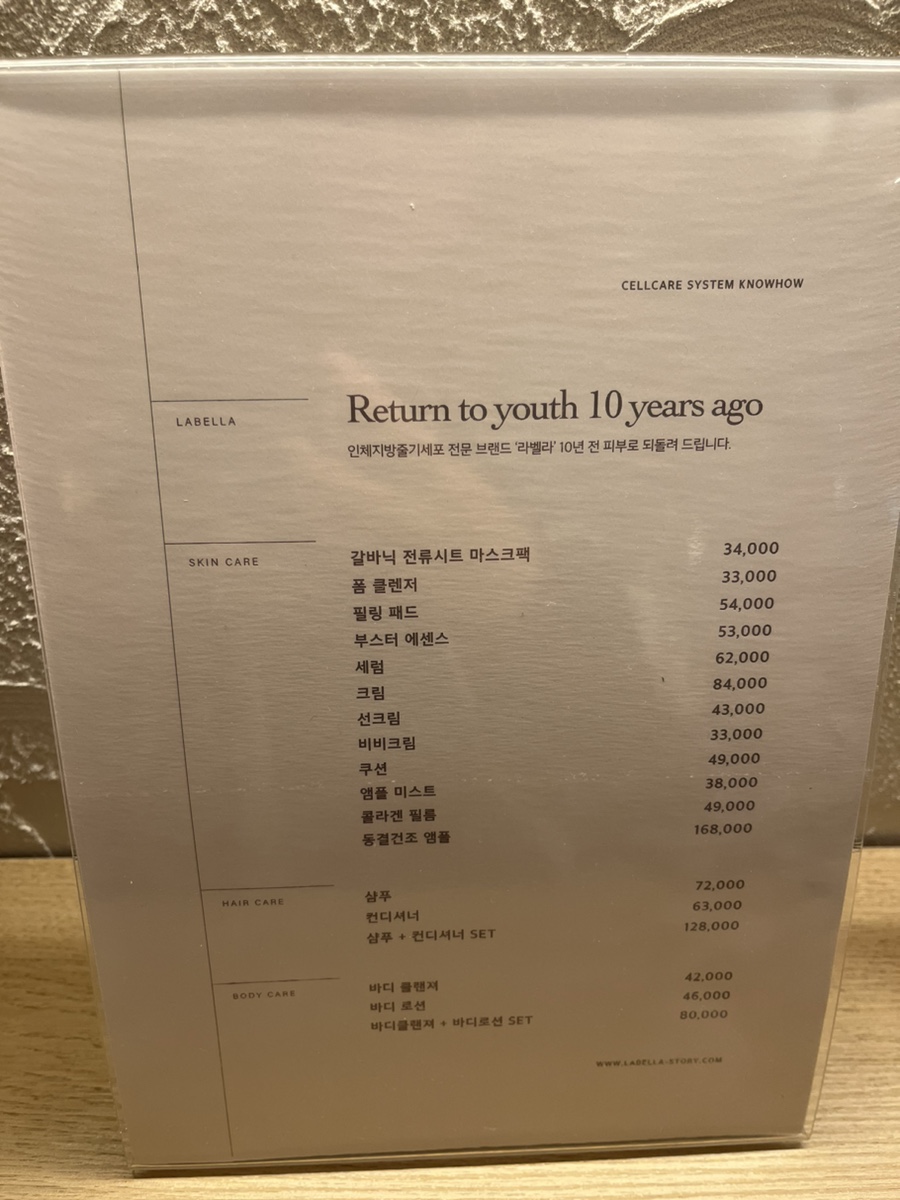 CELLCARE SYSTEM KNOWHOW
LABELLA
Return to youth 10 years ago
인체지방줄기세포 전문 브랜드 '라벨라' 10년 전 피부로 되돌려 드립니다.
SKIN CARE
갈바닉 전류시트 마스크팩 34,000
폼 클렌저 33,000
필링 패드 54,000
부스터 에센스 53,000
세럼 62,000
크림 84,000
선크림 43,000
비비크림 33,000
쿠션 49,000
앰플 미스트 38,000
콜라겐 필름 49,000
동결건조 앰플 168,000
HAIR CARE
샴푸 72,000
컨디셔너 63,000
샴푸 + 컨디셔너 SET 128,000
BODY CARE
바디 클랜져 42,000
바디 로션 46,000
바디클랜져 + 바디로션 SET 80,000
WWW.LABELLA-STORY.COM